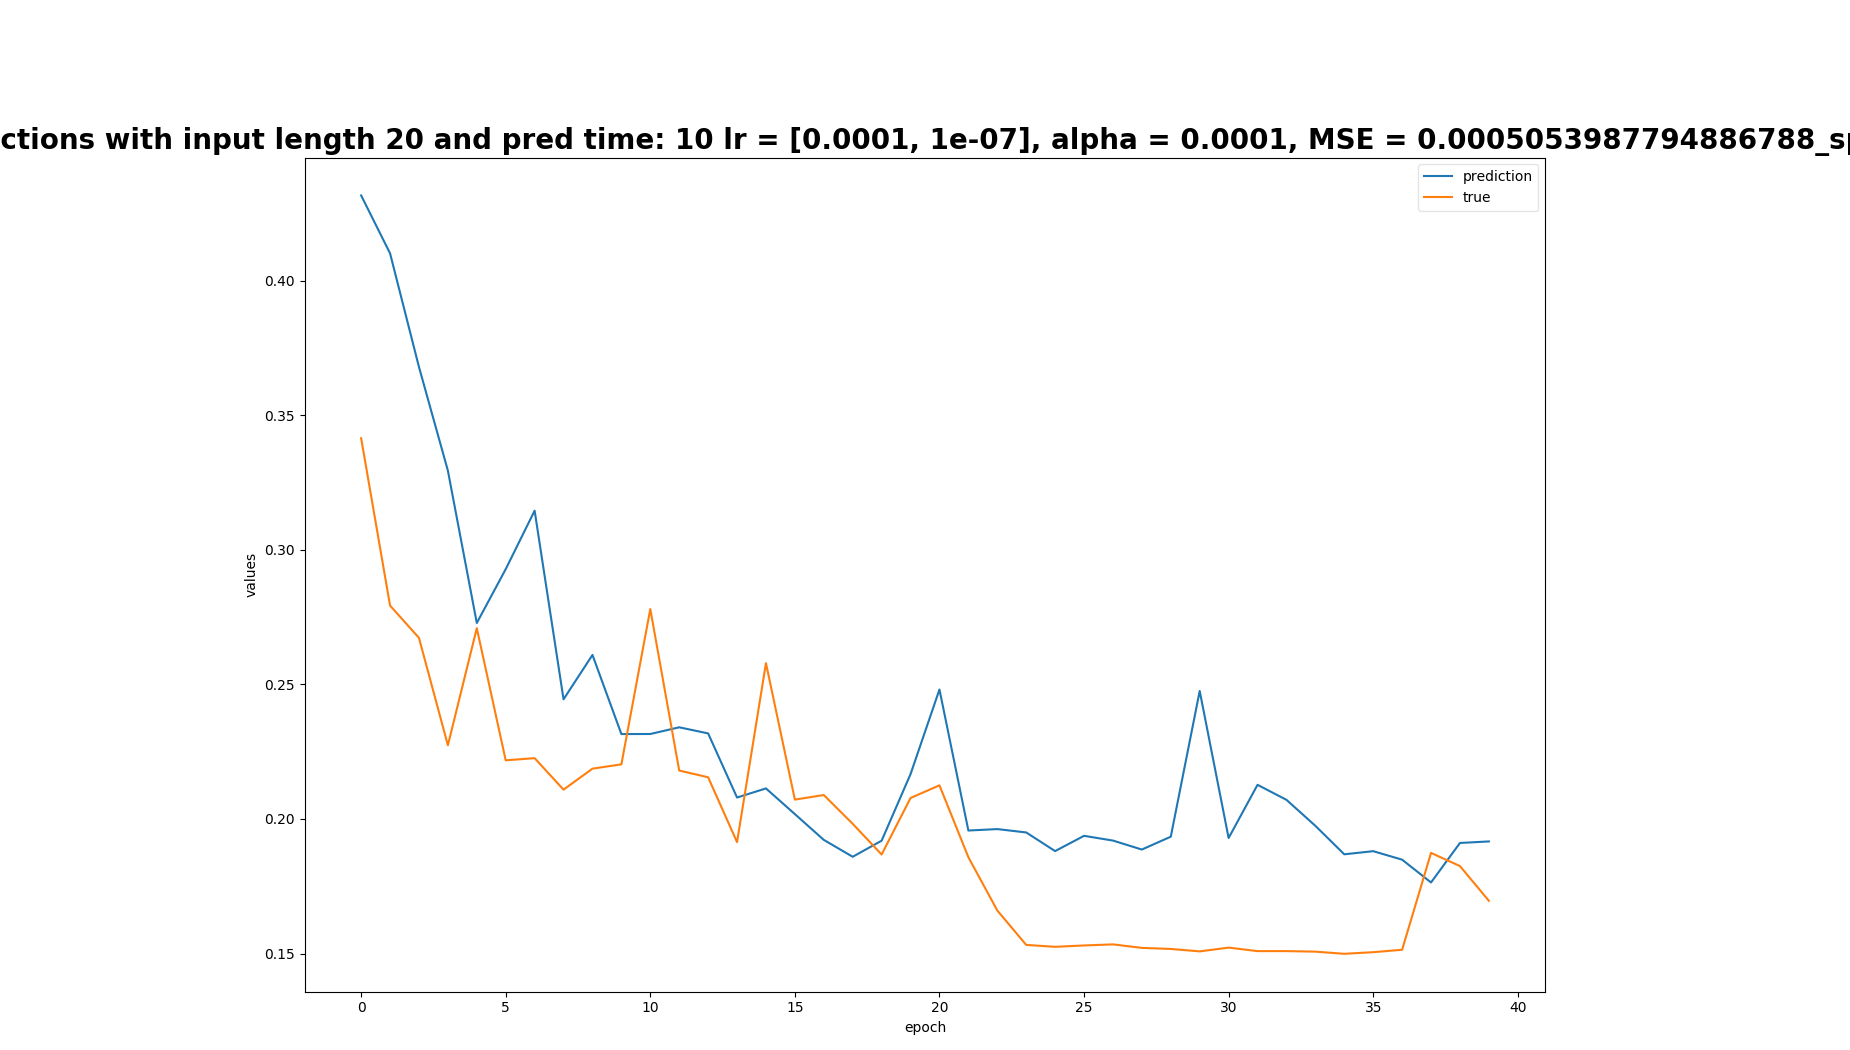 ctions with input length 20 and pred time: 10 lr = [0.0001, 1e-07], alpha = 0.0001, MSE = 0.0005053987794886788_sp
prediction
true
0.40
0.35
0.30
0.25
0.20
0.15
values
0 5 10 15 20 25 30 35 40
epoch